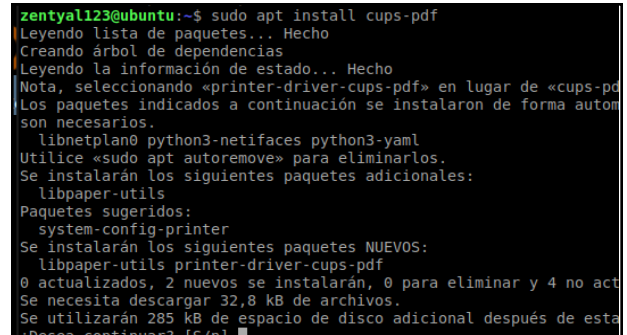 zentyal123@ubuntu:~$ sudo apt install cups-pdf
Leyendo lista de paquetes... Hecho
Creando árbol de dependencias
Leyendo la información de estado... Hecho
Nota, seleccionando «printer-driver-cups-pdf» en lugar de «cups-pd
Los paquetes indicados a continuación se instalaron de forma autom
son necesarios.
libnetplan0 python3-netifaces python3-yaml
Utilice «sudo apt autoremove» para eliminarlos.
Se instalarán los siguientes paquetes adicionales:
libpaper-utils
Paquetes sugeridos:
system-config-printer
Se instalarán los siguientes paquetes NUEVOS:
libpaper-utils printer-driver-cups-pdf
0 actualizados, 2 nuevos se instalarán, 0 para eliminar y 4 no act
Se necesita descargar 32,8 kB de archivos.
Se utilizarán 285 kB de espacio de disco adicional después de esta
¿Desea continuar? [S/n]